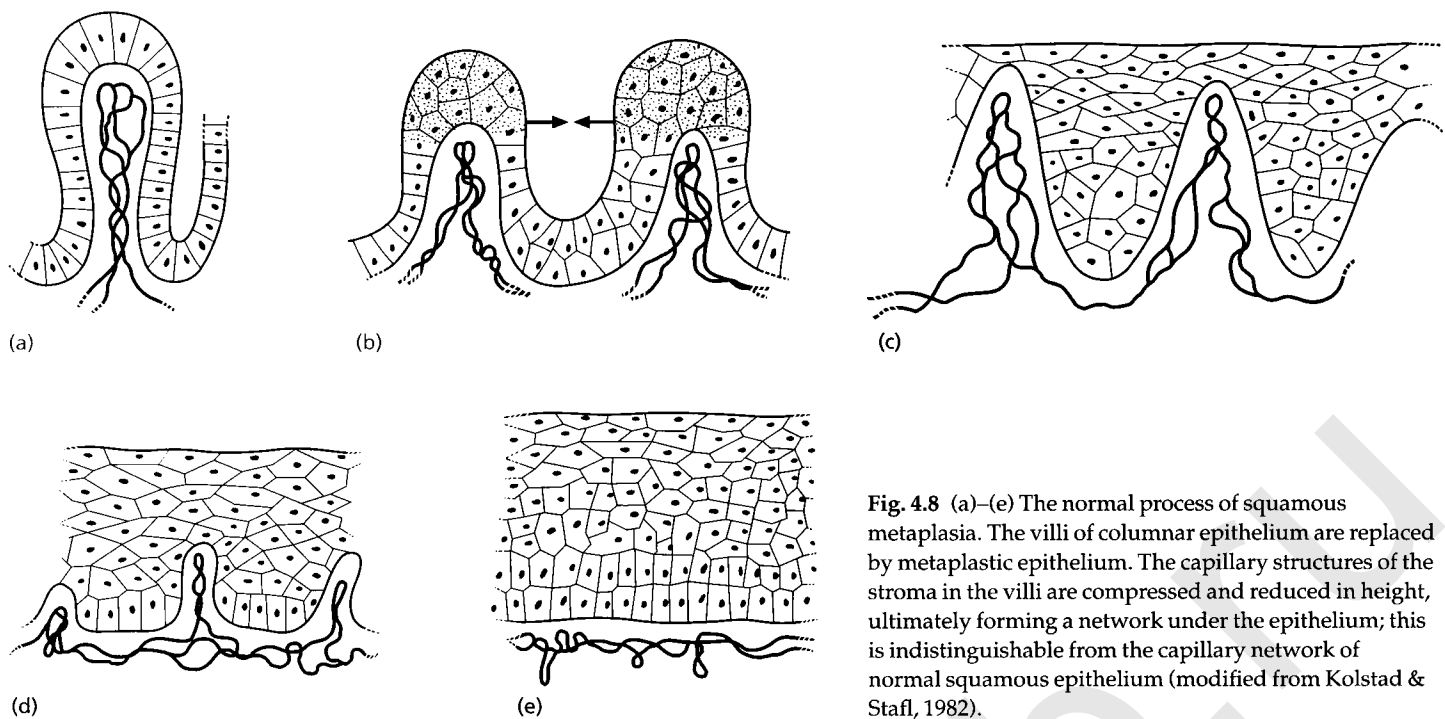 (a)
(b)
(c)
(d)
(e)
Fig. 4.8 (a)–(e) The normal process of squamous
metaplasia. The villi of columnar epithelium are replaced
by metaplastic epithelium. The capillary structures of the
stroma in the villi are compressed and reduced in height,
ultimately forming a network under the epithelium; this
is indistinguishable from the capillary network of
normal squamous epithelium (modified from Kolstad &
Stafl, 1982).